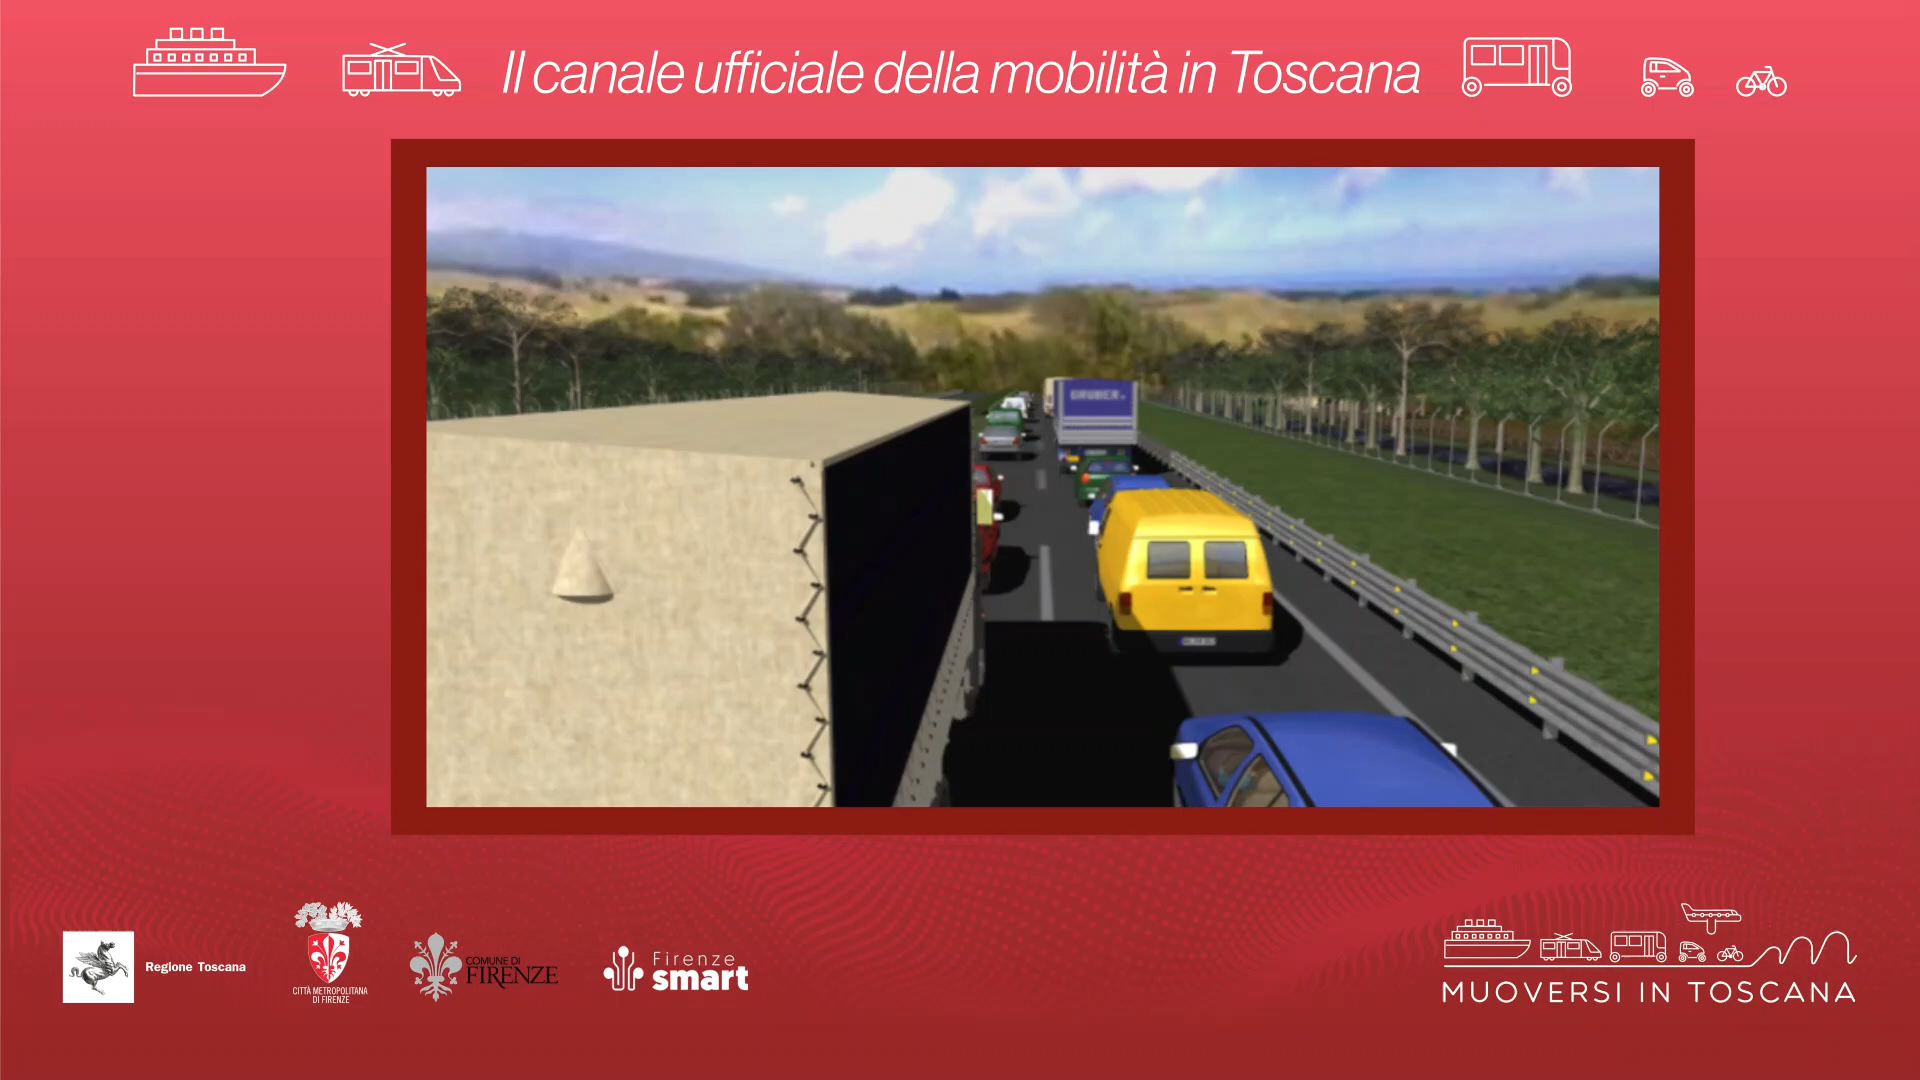 Il canale ufficiale della mobilità in Toscana
GRUBER
Regione Toscana
CITTÀ METROPOLITANA
DI FIRENZE
COMUNE DI
FIRENZE
Firenze
smart
MUOVERSI IN TOSCANA